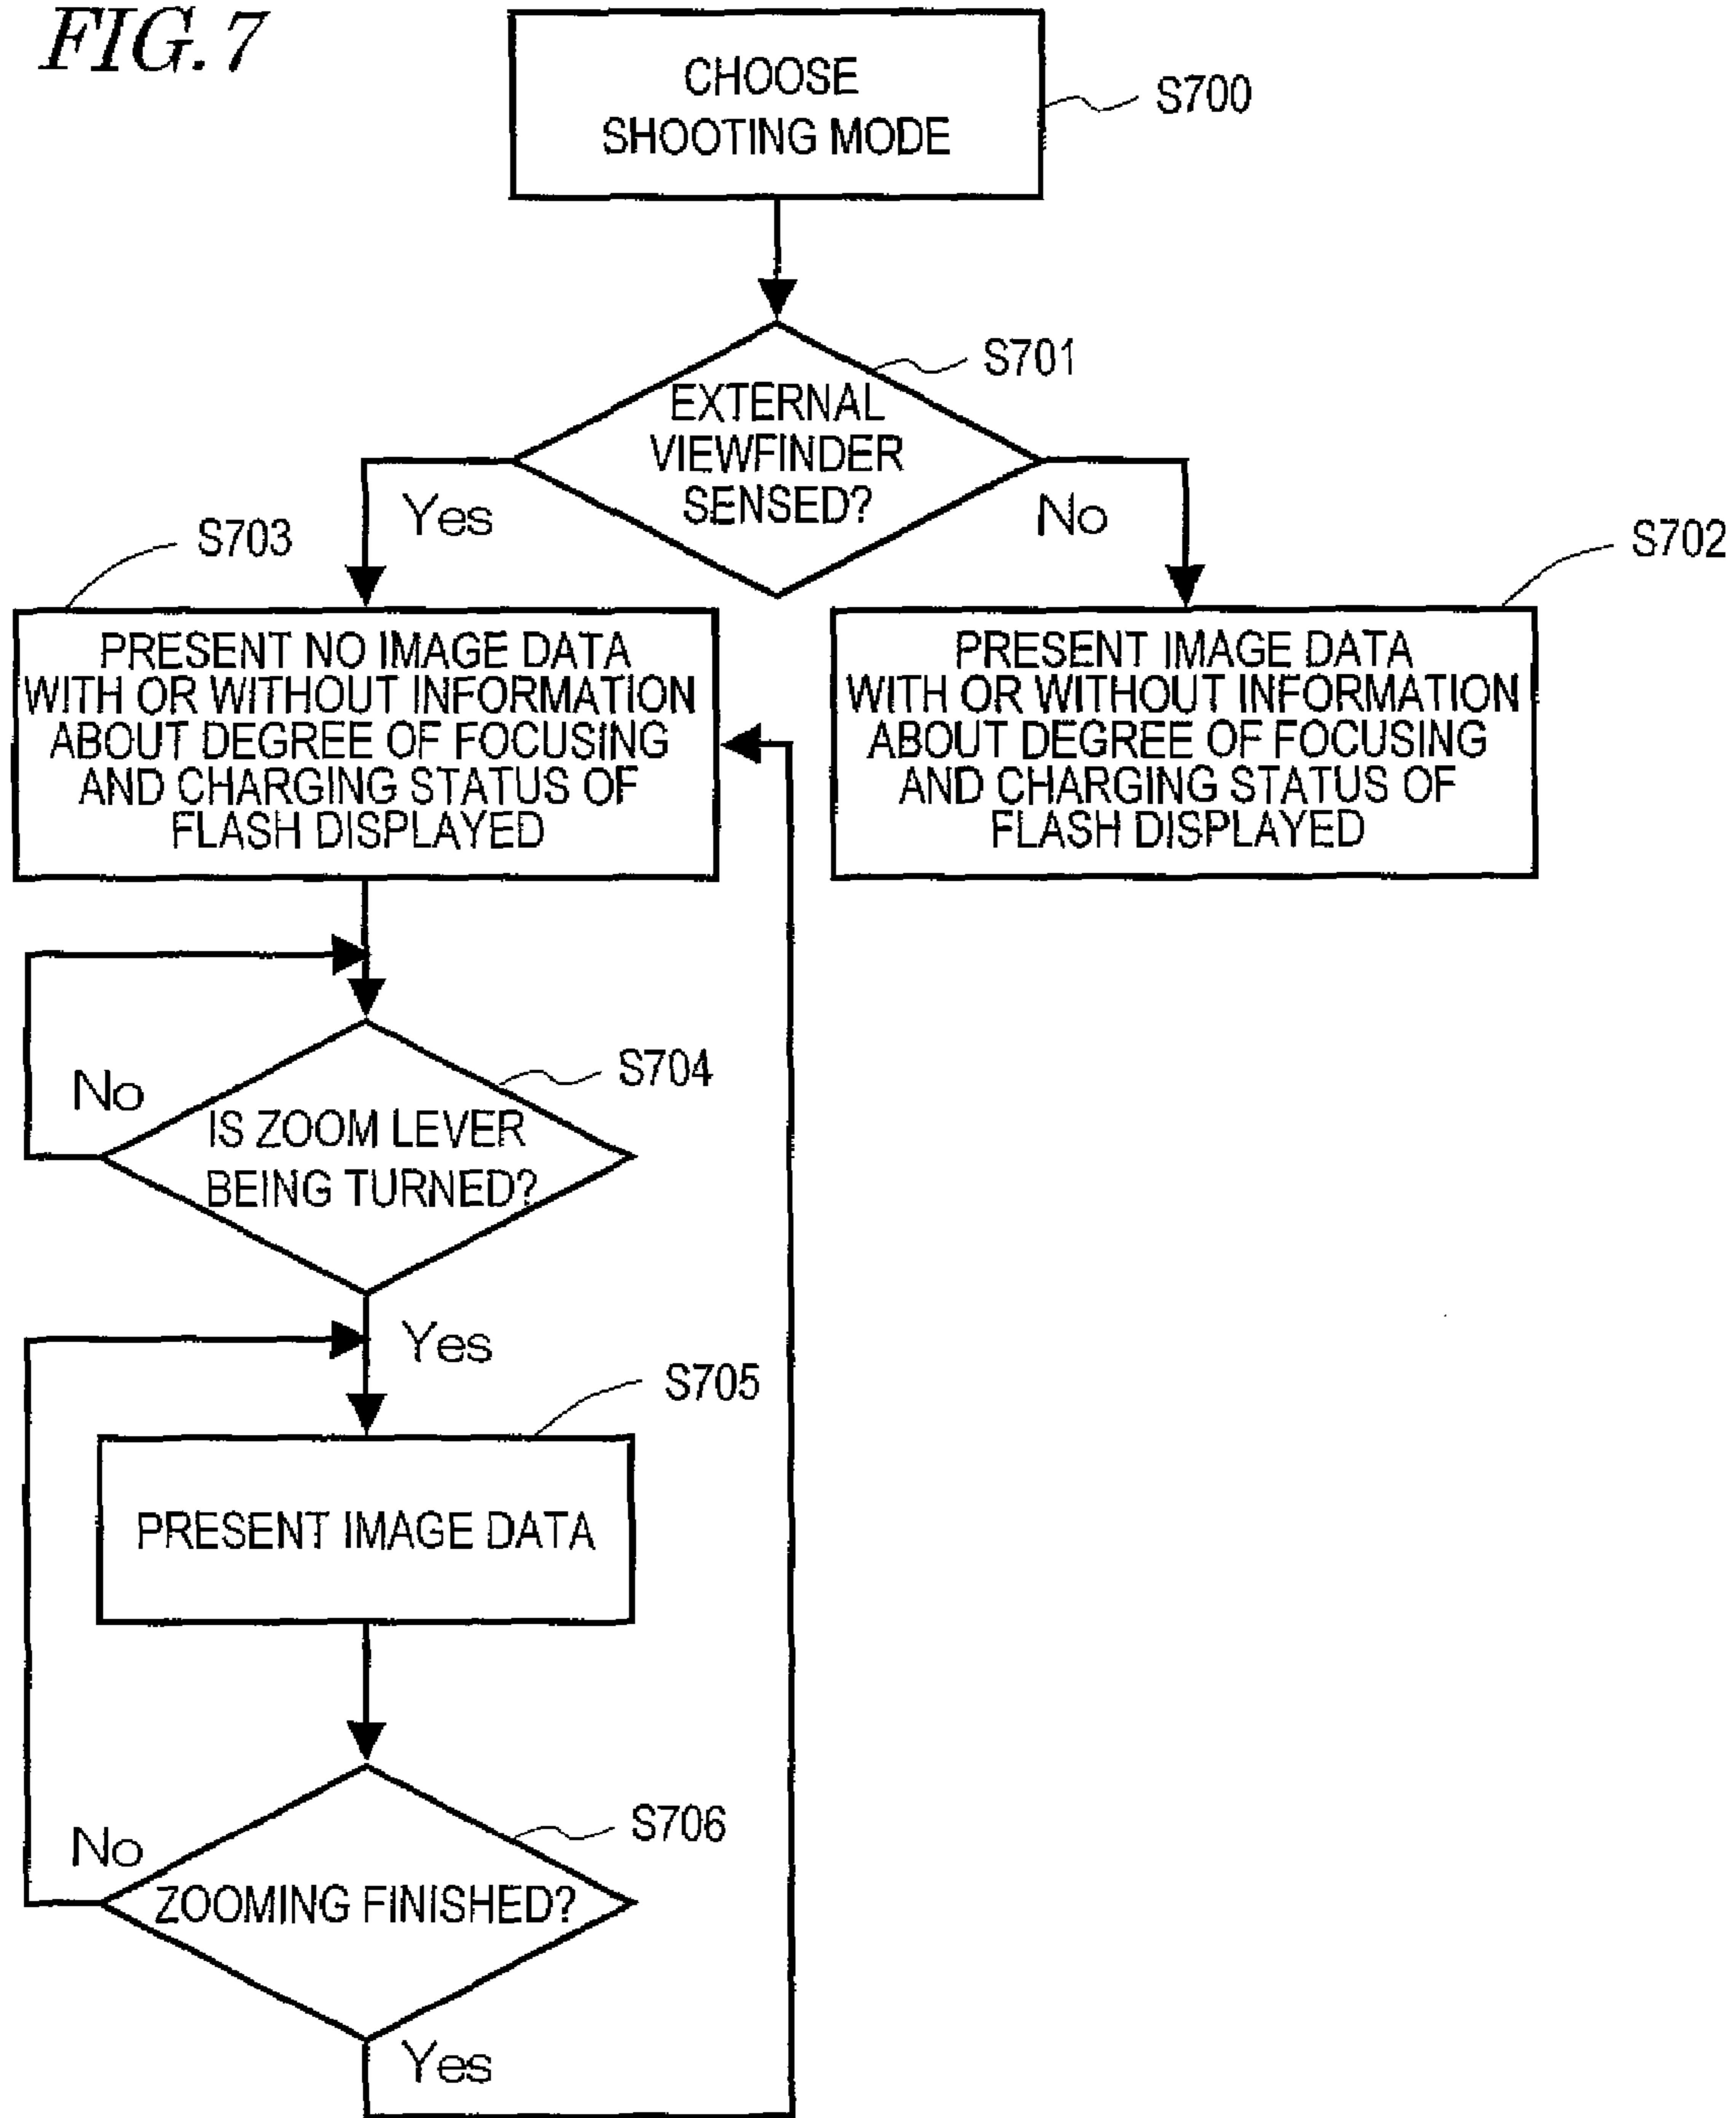 FIG. 7
CHOOSE
SHOOTING MODE
S700
S701
EXTERNAL
VIEWFINDER
SENSED?
Yes
No
S703
S702
PRESENT NO IMAGE DATA
WITH OR WITHOUT INFORMATION
ABOUT DEGREE OF FOCUSING
AND CHARGING STATUS OF
FLASH DISPLAYED
PRESENT IMAGE DATA
WITH OR WITHOUT INFORMATION
ABOUT DEGREE OF FOCUSING
AND CHARGING STATUS OF
FLASH DISPLAYED
S704
No
IS ZOOM LEVER
BEING TURNED?
Yes
S705
PRESENT IMAGE DATA
S706
No
ZOOMING FINISHED?
Yes